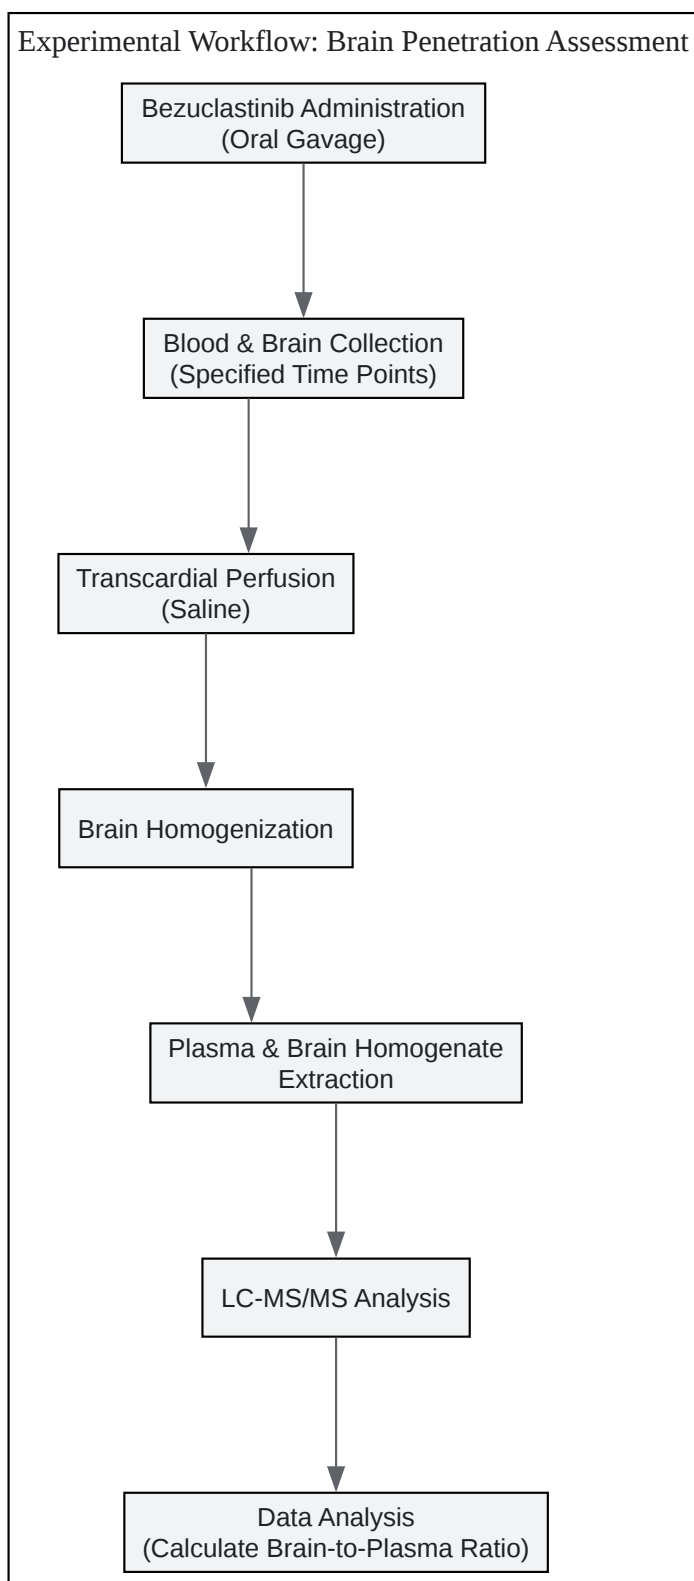 Experimental Workflow: Brain Penetration Assessment
Bezuclastinib Administration
(Oral Gavage)
Blood & Brain Collection
(Specified Time Points)
Transcardial Perfusion
(Saline)
Brain Homogenization
Plasma & Brain Homogenate
Extraction
LC-MS/MS Analysis
Data Analysis
(Calculate Brain-to-Plasma Ratio)